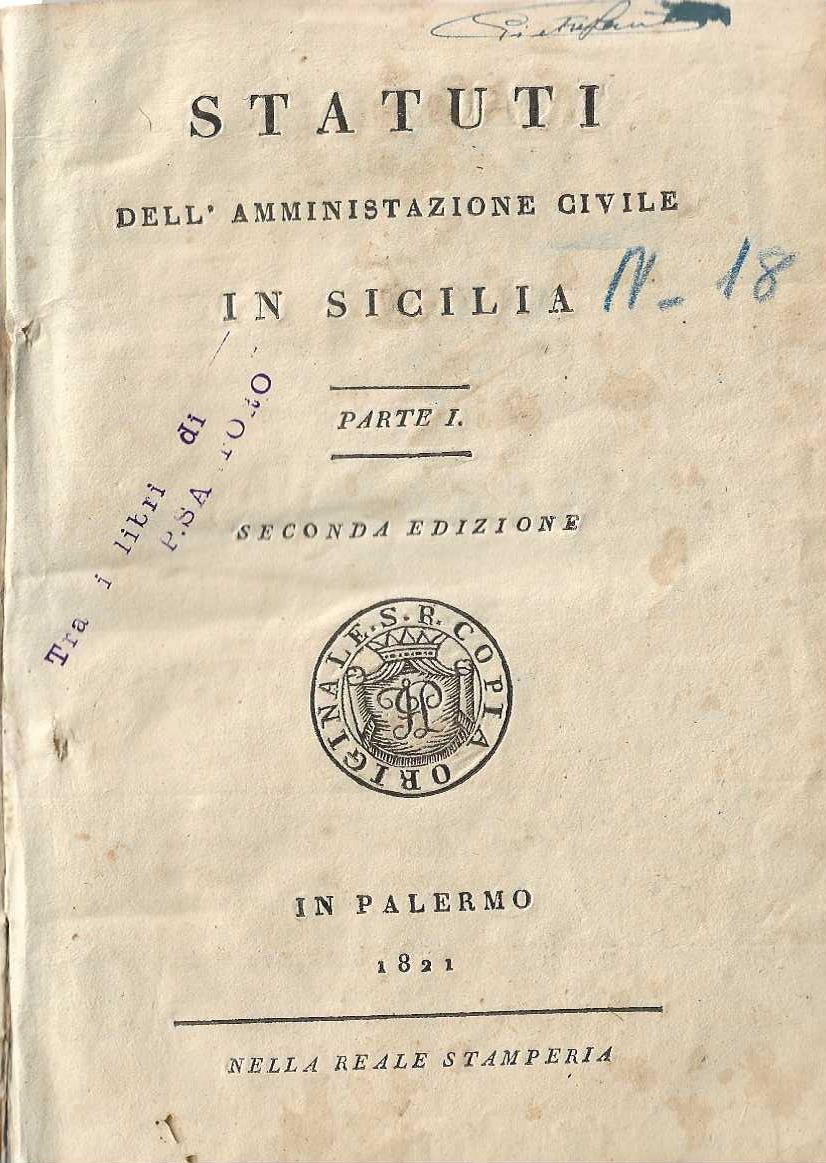 STATUTI
DELL' AMMINISTAZIONE CIVILE
IN SICILIA
N- 18
PARTE I.
Tra i libri di
SECONDA EDIZIONE
S. R. COPIA ORIGINALE.
IN PALERMO
1821
NELLA REALE STAMPERIA